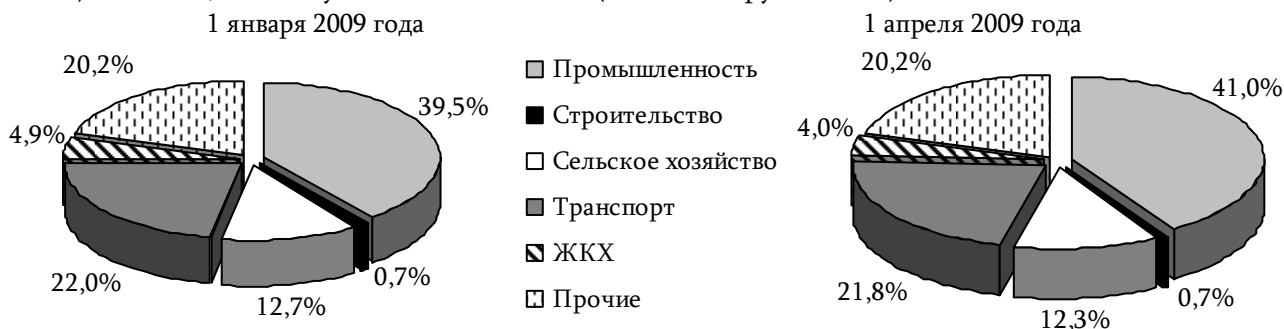 1 января 2009 года
20,2%
39,5%
4,9%
22,0%
12,7%
0,7%
Промышленность
Строительство
Сельское хозяйство
Транспорт
ЖКХ
Прочие
1 апреля 2009 года
20,2%
41,0%
4,0%
21,8%
12,3%
0,7%